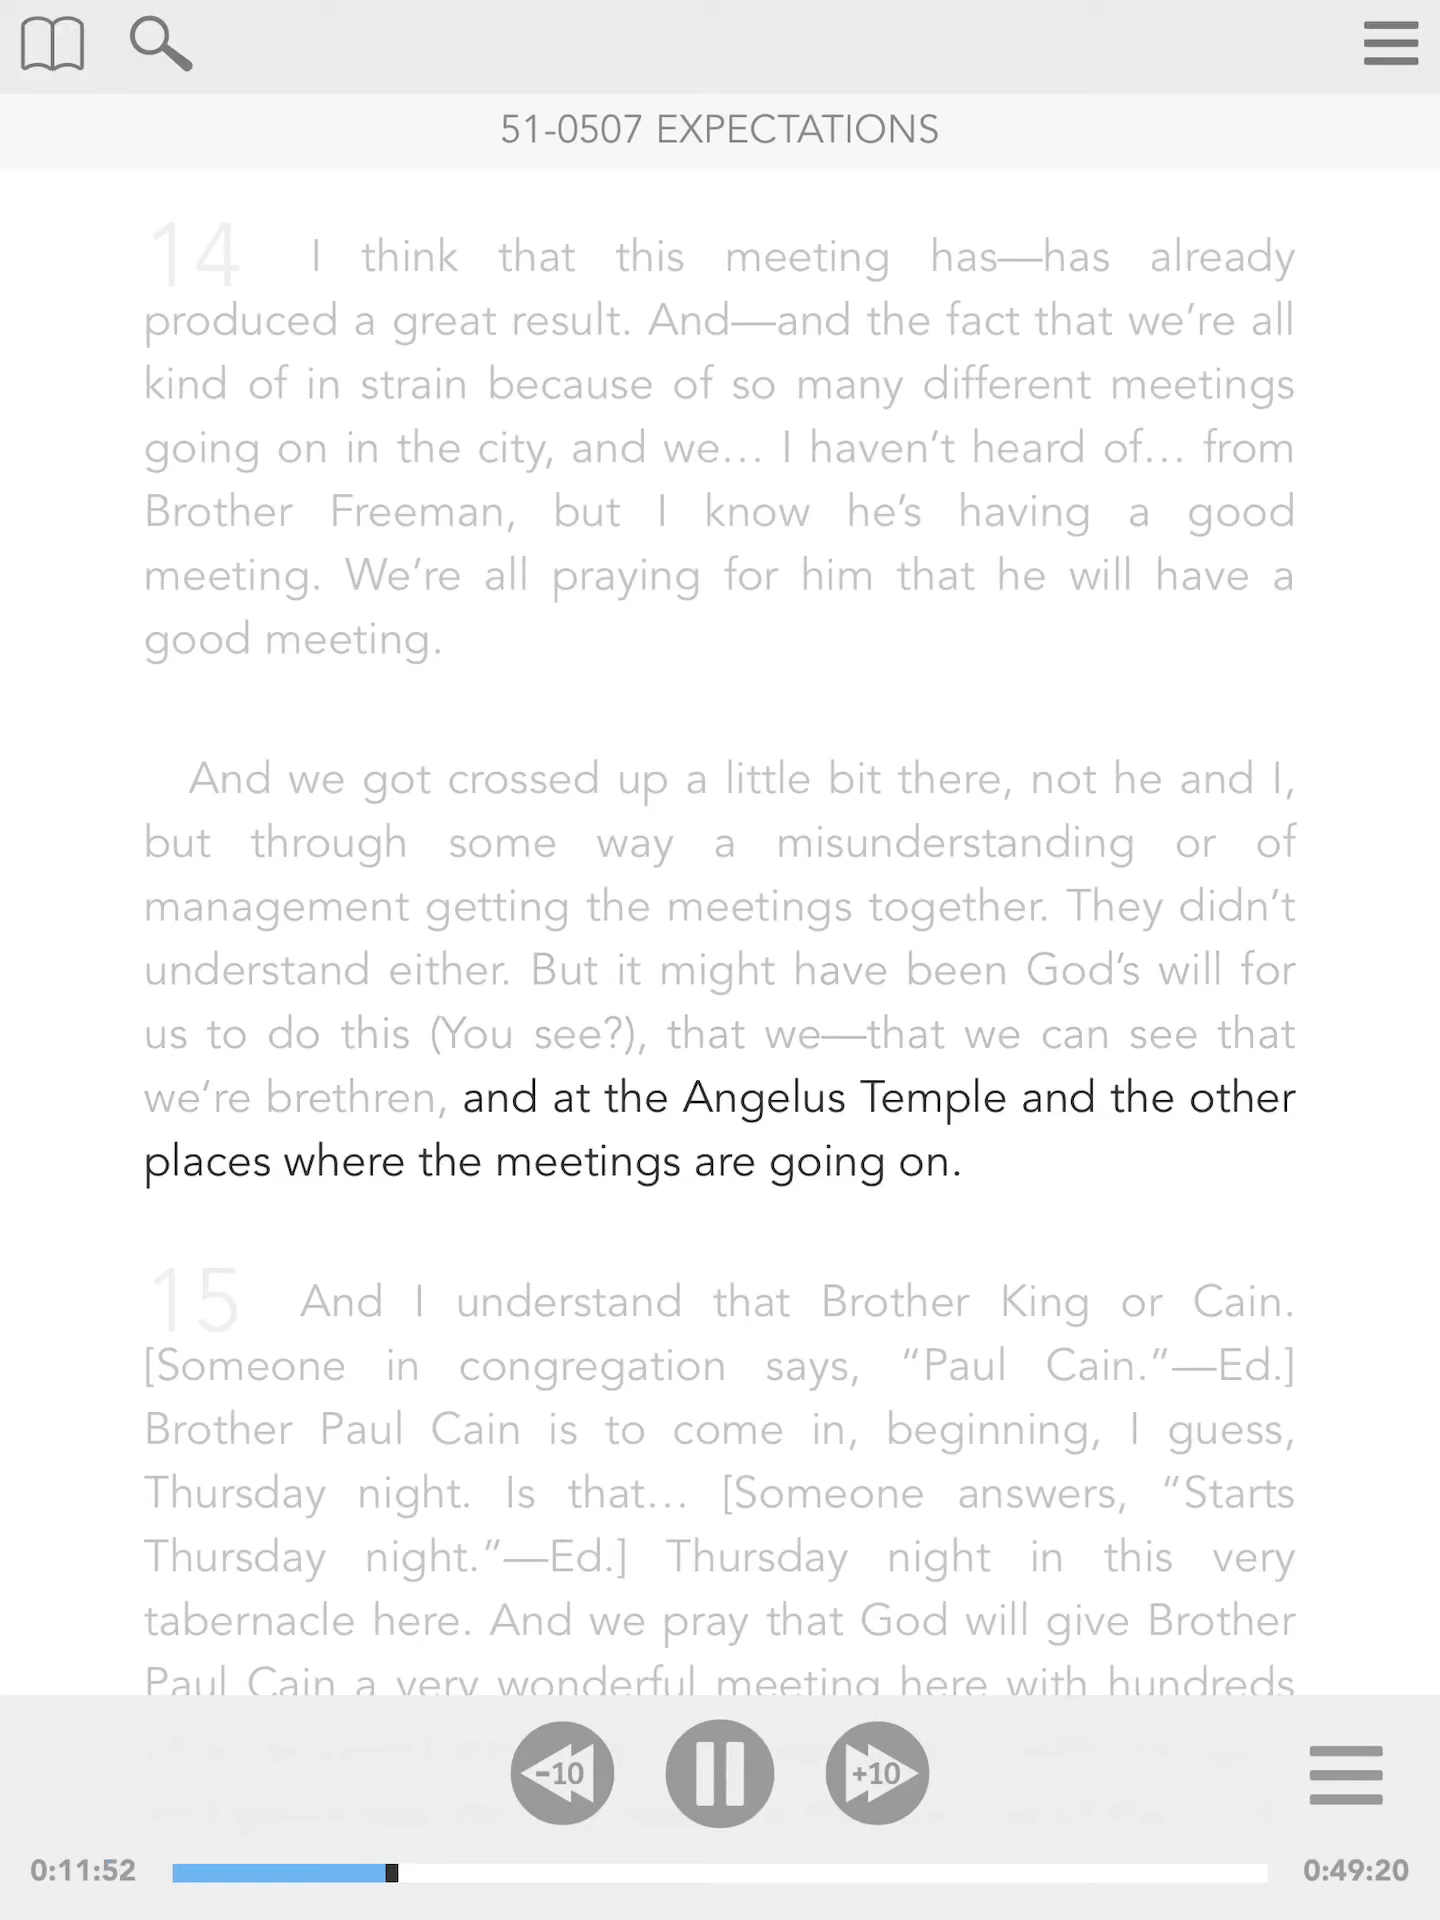 51-0507 EXPECTATIONS
14 I think that this meeting has—has already
produced a great result. And—and the fact that we’re all
kind of in strain because of so many different meetings
going on in the city, and we… I haven’t heard of… from
Brother Freeman, but I know he’s having a good
meeting. We’re all praying for him that he will have a
good meeting.
And we got crossed up a little bit there, not he and I,
but through some way a misunderstanding or of
management getting the meetings together. They didn’t
understand either. But it might have been God’s will for
us to do this (You see?), that we—that we can see that
we’re brethren, and at the Angelus Temple and the other
places where the meetings are going on.
15 And I understand that Brother King or Cain.
[Someone in congregation says, “Paul Cain.”—Ed.]
Brother Paul Cain is to come in, beginning, I guess,
Thursday night. Is that… [Someone answers, “Starts
Thursday night.”—Ed.] Thursday night in this very
tabernacle here. And we pray that God will give Brother
Paul Cain a very wonderful meeting here with hundreds
-10 +10
0:11:52 0:49:20